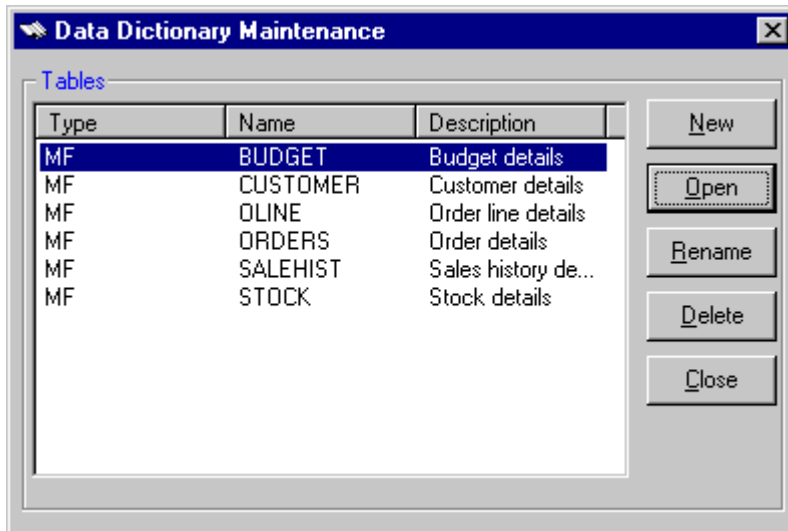 Data Dictionary Maintenance
Tables
Type Name Description
MF BUDGET Budget details
MF CUSTOMER Customer details
MF OLINE Order line details
MF ORDERS Order details
MF SALEHIST Sales history de...
MF STOCK Stock details
New
Open
Rename
Delete
Close